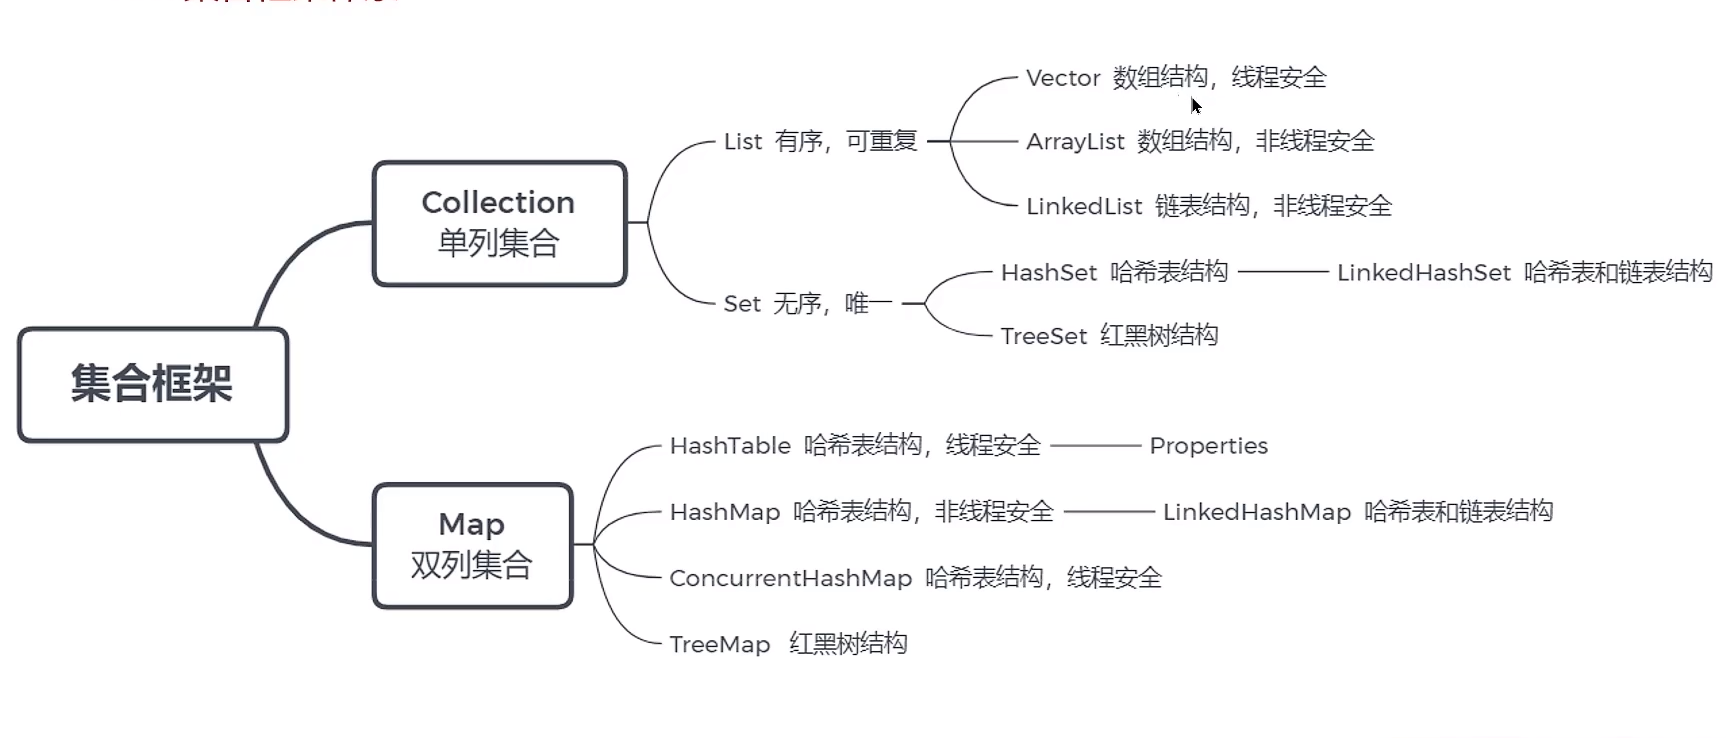 Vector 数组结构，线程安全
List 有序，可重复
ArrayList 数组结构，非线程安全
Collection
单列集合
LinkedList 链表结构，非线程安全
HashSet 哈希表结构
LinkedHashSet 哈希表和链表结构
Set 无序，唯一
TreeSet 红黑树结构
集合框架
HashTable 哈希表结构，线程安全
Properties
HashMap 哈希表结构，非线程安全
LinkedHashMap 哈希表和链表结构
Map
双列集合
ConcurrentHashMap 哈希表结构，线程安全
TreeMap 红黑树结构